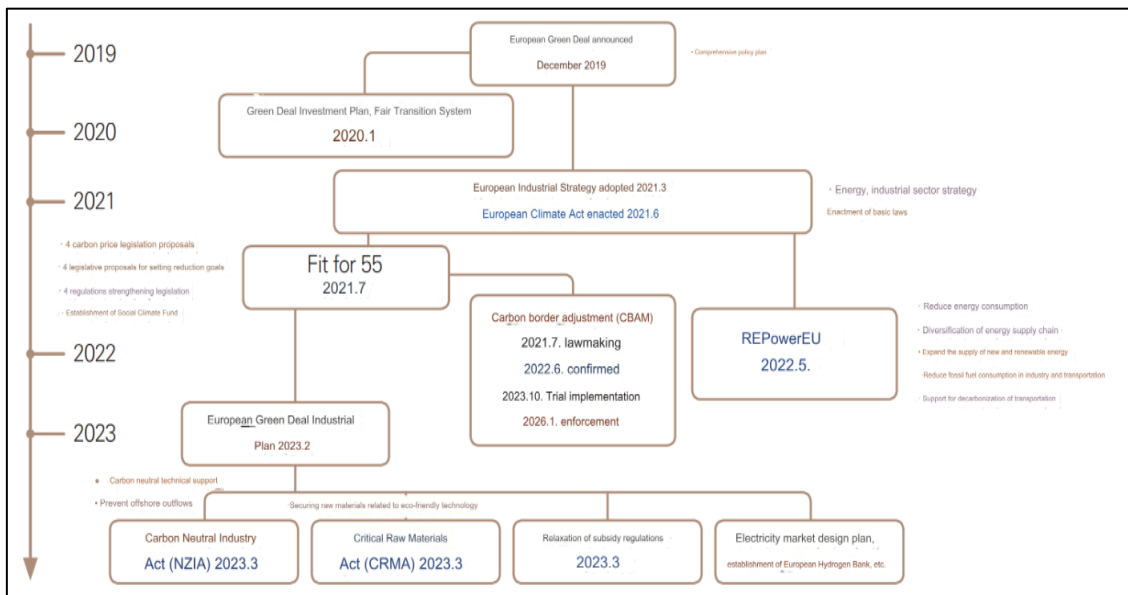 European Green Deal announced
December 2019
2019
· Comprehensive policy plan
Green Deal Investment Plan, Fair Transition System
2020.1
2020
European Industrial Strategy adopted 2021.3
European Climate Act enacted 2021.6
2021
· Energy, industrial sector strategy
Enactment of basic laws
· 4 carbon price legislation proposals
· 4 legislative proposals for setting reduction goals
· 4 regulations strengthening legislation
· Establishment of Social Climate Fund
Fit for 55
2021.7
Carbon border adjustment (CBAM)
2021.7. lawmaking
2022.6. confirmed
2023.10. Trial implementation
2026.1. enforcement
REPowerEU
2022.5.
· Reduce energy consumption
· Diversification of energy supply chain
• Expand the supply of new and renewable energy
·Reduce fossil fuel consumption in industry and transportation
· Support for decarbonization of transportation
2022
European Green Deal Industrial
Plan 2023.2
2023
• Carbon neutral technical support
• Prevent offshore outflows
·Securing raw materials related to eco-friendly technology
Carbon Neutral Industry
Act (NZIA) 2023.3
Critical Raw Materials
Act (CRMA) 2023.3
Relaxation of subsidy regulations
2023.3
Electricity market design plan,
establishment of European Hydrogen Bank, etc.